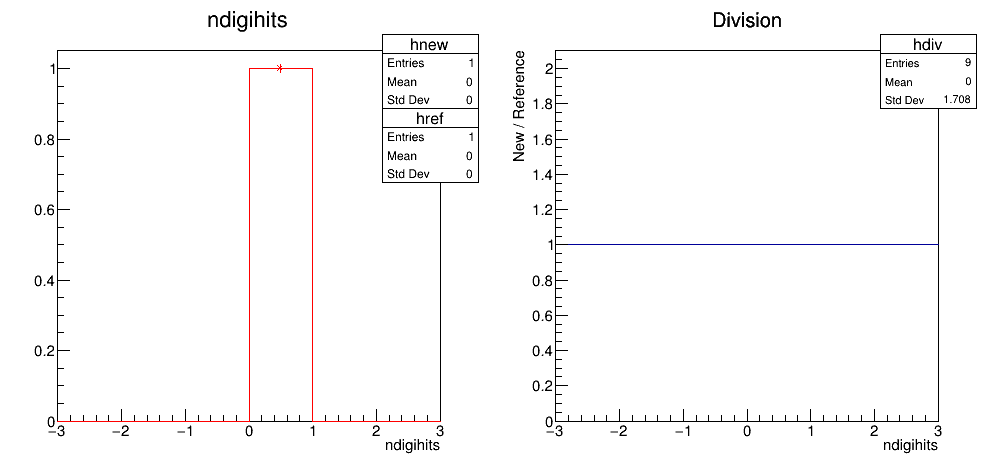 ndigihits
hnew
Entries 1
Mean 0
Std Dev 0
href
Entries 1
Mean 0
Std Dev 0
1
0.8
0.6
0.4
0.2
0
−3 −2 −1 0 1 2 3
ndigihits
Division
hdiv
Entries 9
Mean 0
Std Dev 1.708
New / Reference
2
1.8
1.6
1.4
1.2
1
0.8
0.6
0.4
0.2
0
−3 −2 −1 0 1 2 3
ndigihits